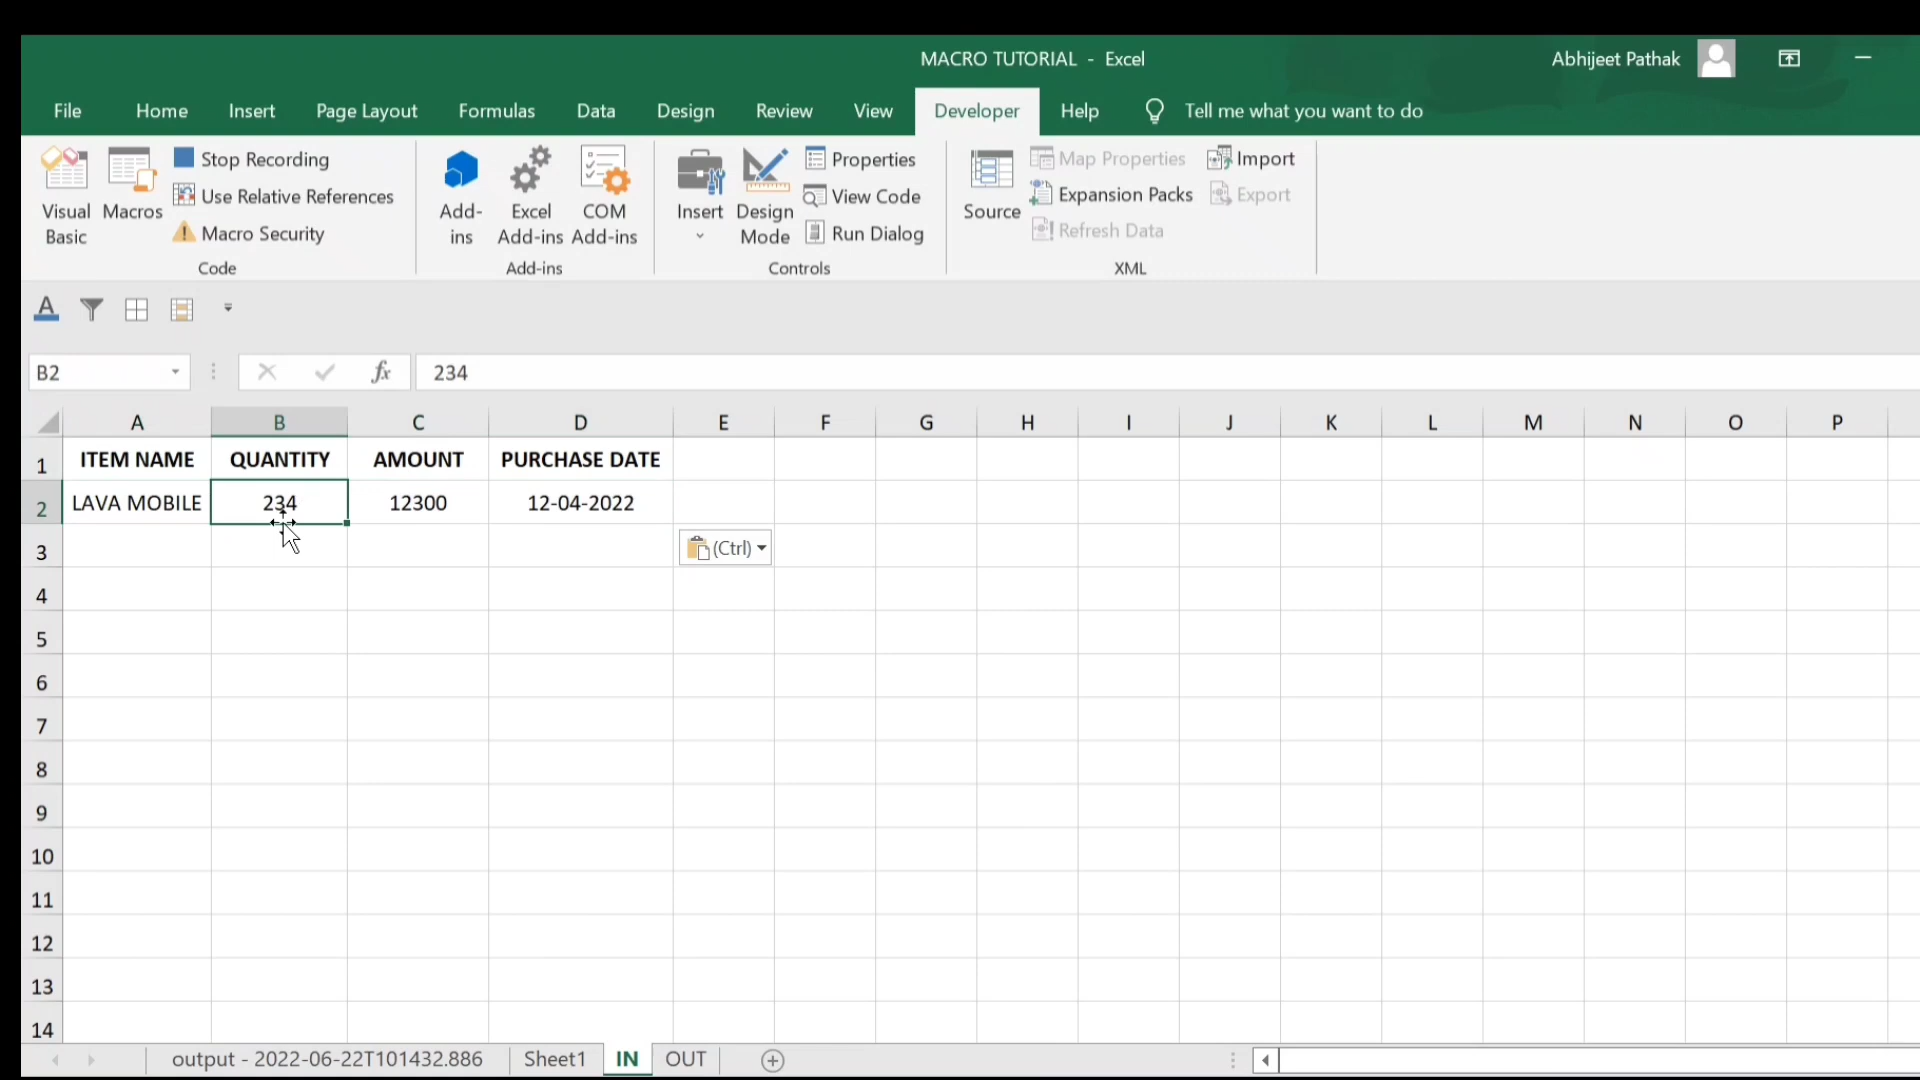 MACRO TUTORIAL - Excel
Abhijeet Pathak
File Home Insert Page Layout Formulas Data Design Review View Developer Help Tell me what you want to do
Visual Basic
Macros
Stop Recording
Use Relative References
Macro Security
Code
Add-ins
Excel Add-ins
COM Add-ins
Add-ins
Insert
Design Mode
Properties
View Code
Run Dialog
Controls
Source
Map Properties
Expansion Packs
Refresh Data
Import
Export
XML
B2
fx
234
A B C D E F G H I J K L M N O P
1 ITEM NAME QUANTITY AMOUNT PURCHASE DATE
2 LAVA MOBILE 234 12300 12-04-2022
3 (Ctrl)
4
5
6
7
8
9
10
11
12
13
14
output - 2022-06-22T101432.886 Sheet1 IN OUT